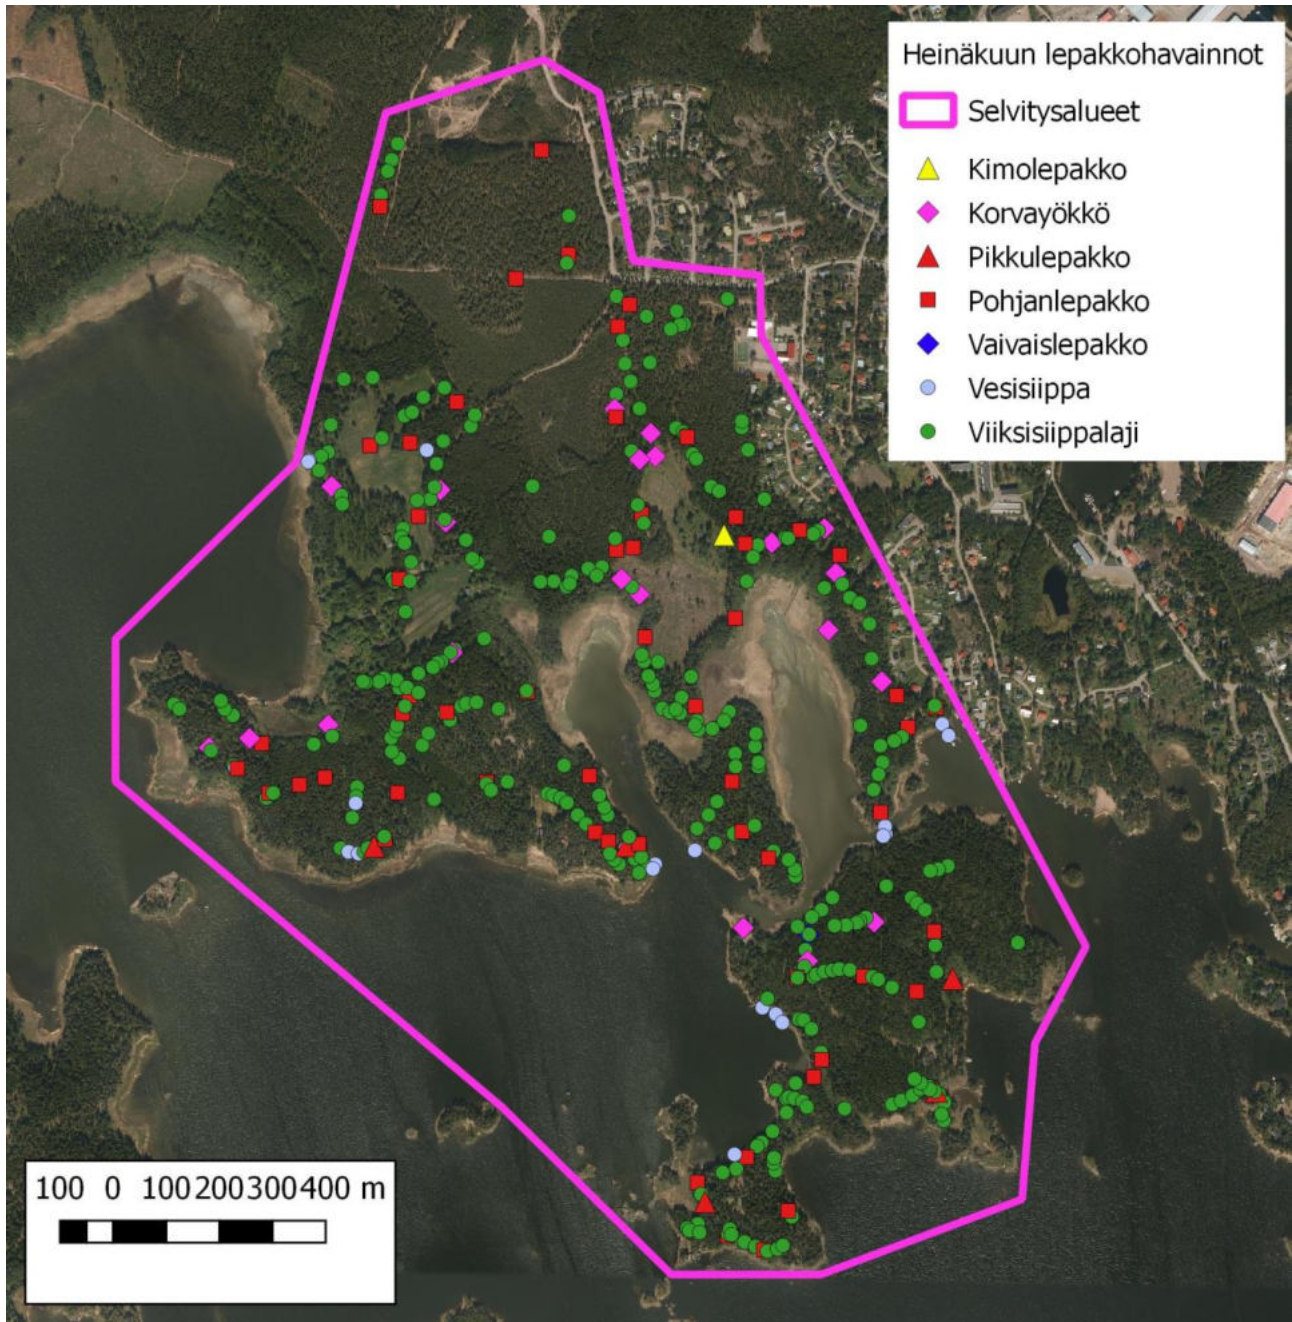 Heinäkuun lepakkohavainnot
Selvitysalueet
Kimolepakko
Korvayökkö
Pikkulepakko
Pohjanlepakko
Vaivaislepakko
Vesisiippa
Viiksisiippalaji
100 0 100 200 300 400 m